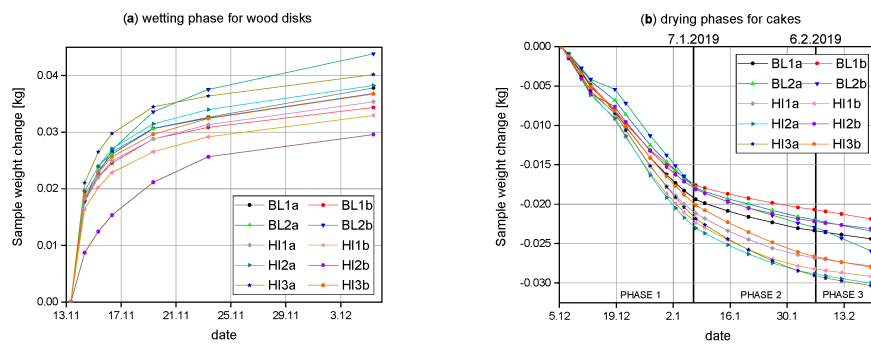 (a) wetting phase for wood disks
Sample weight change [kg]
0.04
0.03
0.02
0.01
0.00
BL1a BL1b
BL2a BL2b
HI1a HI1b
HI2a HI2b
HI3a HI3b
13.11 17.11 21.11 25.11 29.11 3.12
date
(b) drying phases for cakes
7.1.2019 6.2.2019
Sample weight change [kg]
0.000
-0.005
-0.010
-0.015
-0.020
-0.025
-0.030
BL1a BL1b
BL2a BL2b
HI1a HI1b
HI2a HI2b
HI3a HI3b
PHASE 1 PHASE 2 PHASE 3
5.12 19.12 2.1 16.1 30.1 13.2
date